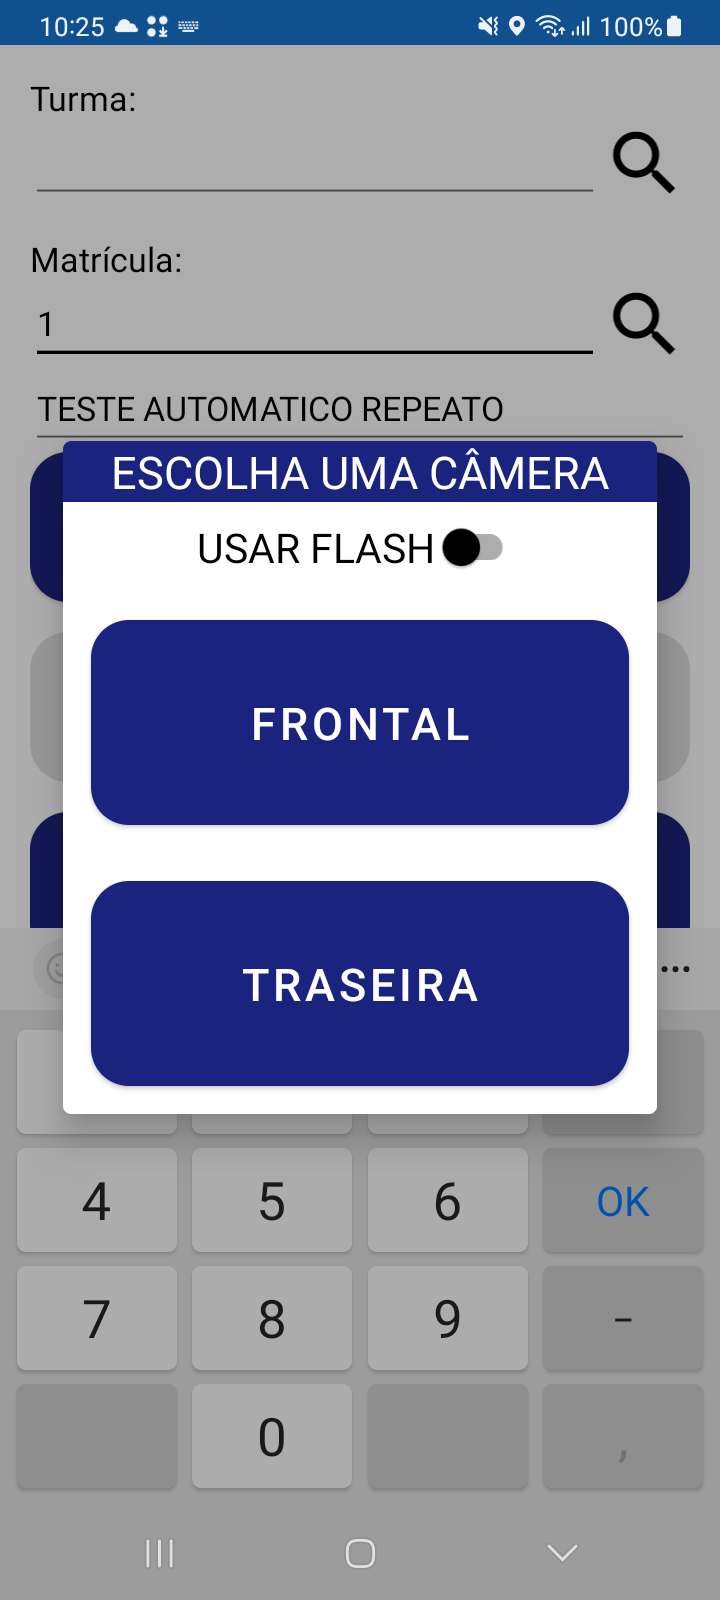 10:25 100%
Turma:
Matrícula:
1
TESTE AUTOMATICO REPEATO
ESCOLHA UMA CÂMERA
USAR FLASH
FRONTAL
TRASEIRA
4 5 6 OK
7 8 9 -
0 ,